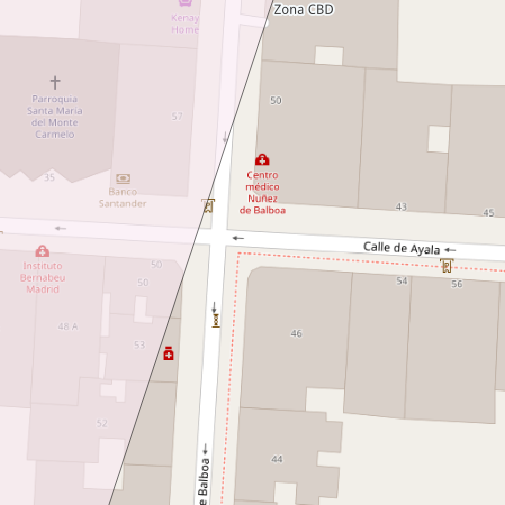 Zona CBD
Kenay
Home
Parroquia
Santa María
del Monte
Carmelo
57
50
Centro
médico
Núñez
de Balboa
35
Banco
Santander
43
45
Calle de Ayala
Instituto
Bernabeu
Madrid
50
50
54
56
48 A
53
46
52
44
e Balboa